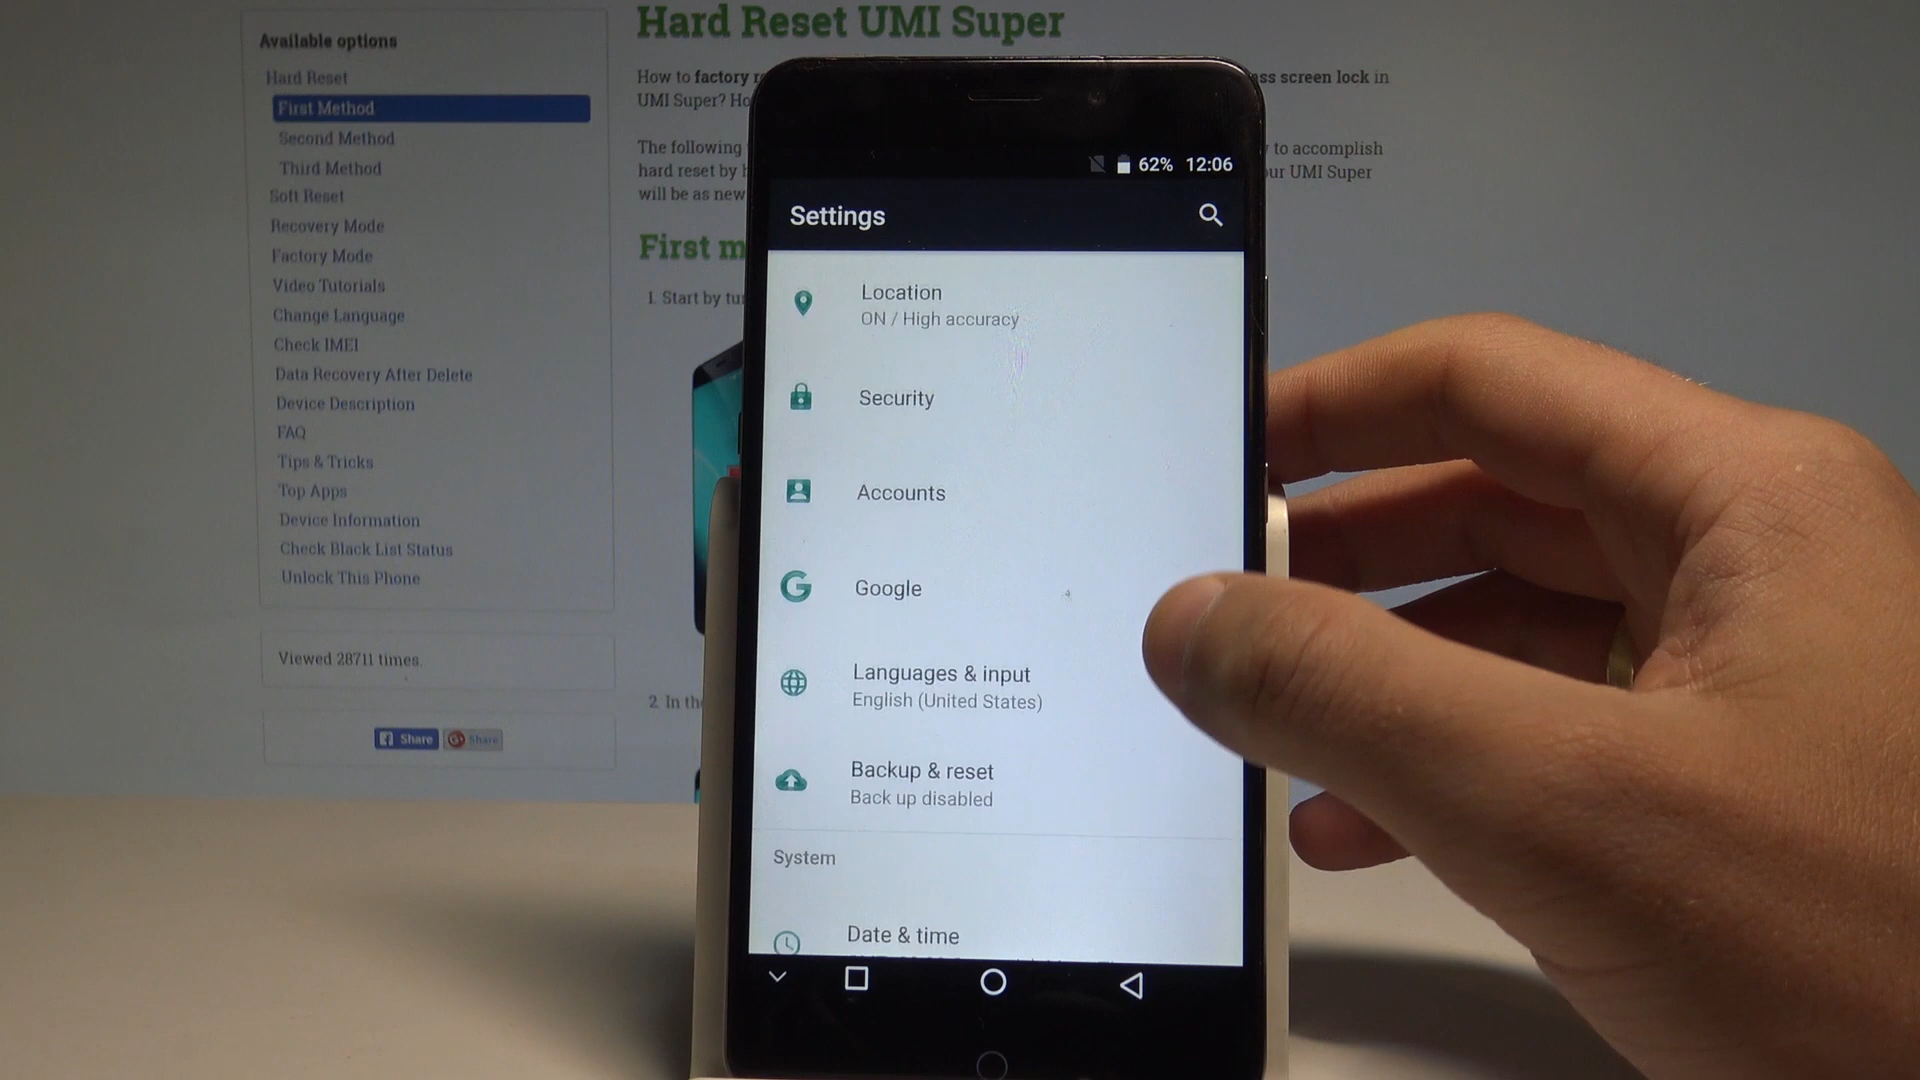 Available options
Hard Reset
First Method
Second Method
Third Method
Soft Reset
Recovery Mode
Factory Mode
Video Tutorials
Change Language
Check IMEI
Data Recovery After Delete
Device Description
FAQ
Tips & Tricks
Top Apps
Device Information
Check Black List Status
Unlock This Phone
Viewed 28711 times.
Share
Share
Hard Reset UMI Super
How to factory
screen lock in
UMI Super?
The following
to accomplish
hard reset by
UMI Super
will be as new
First
1. Start by
2. In
62% 12:06
Settings
Location
ON / High accuracy
Security
Accounts
Google
Languages & input
English (United States)
Backup & reset
Back up disabled
System
Date & time